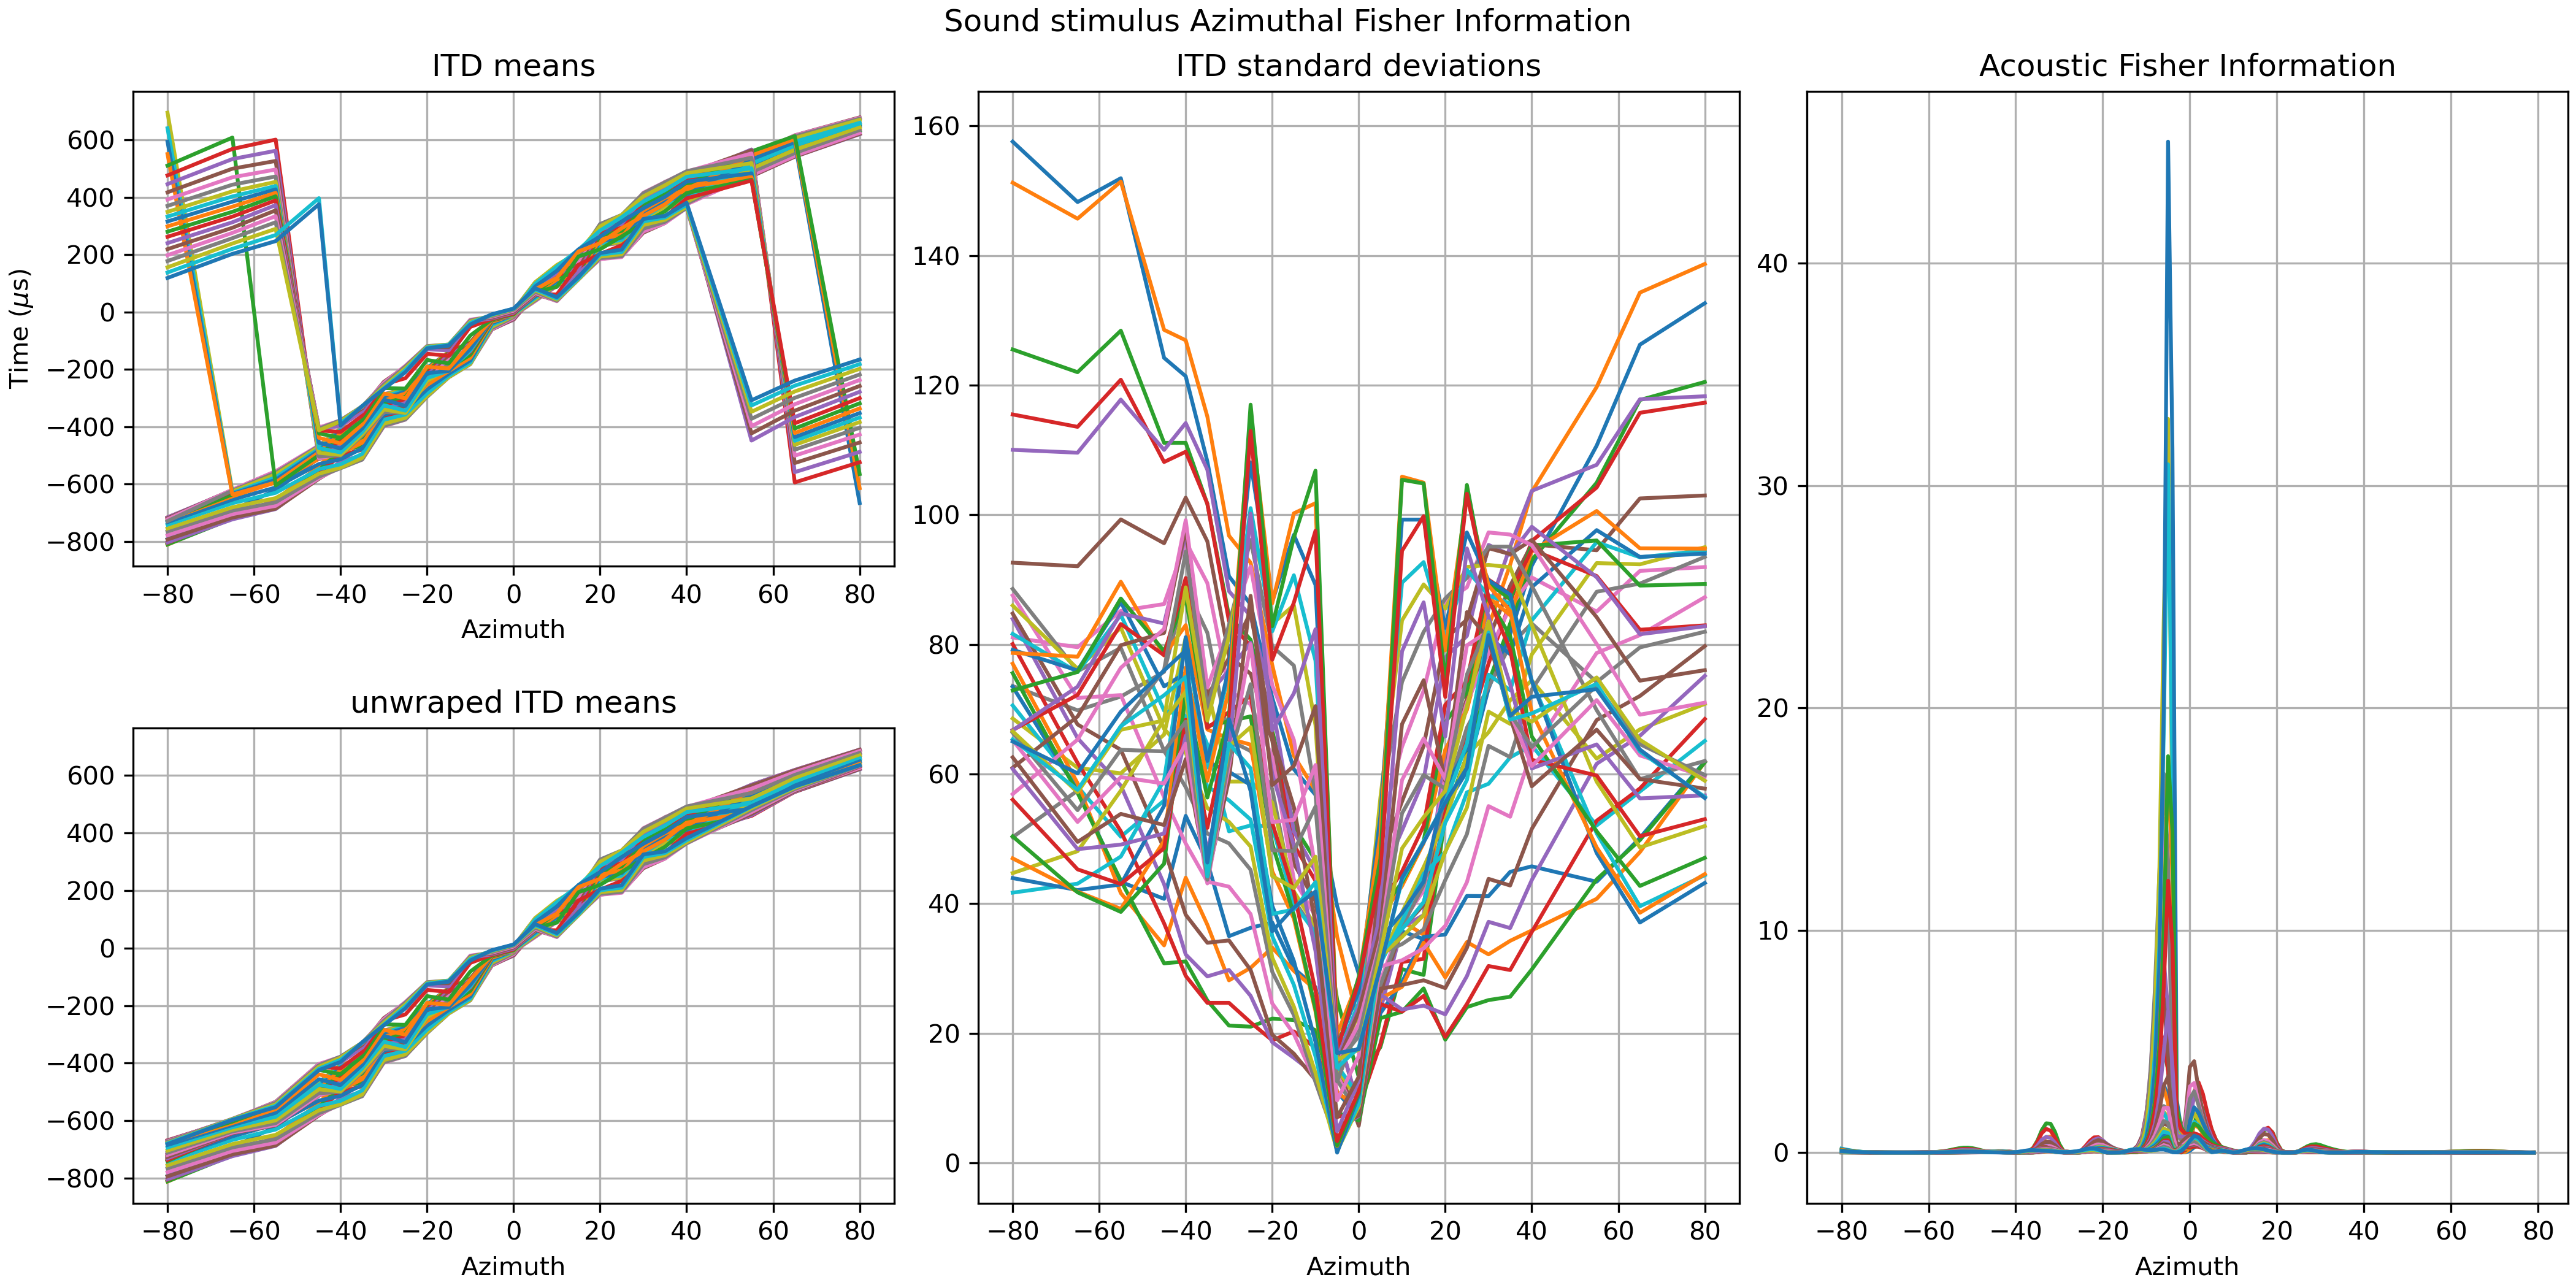 Sound stimulus Azimuthal Fisher Information
ITD means
600
400
200
0
−200
−400
−600
−800
Time (μs)
−80 −60 −40 −20 0 20 40 60 80
Azimuth
unwraped ITD means
600
400
200
0
−200
−400
−600
−800
−80 −60 −40 −20 0 20 40 60 80
Azimuth
ITD standard deviations
160
140
120
100
80
60
40
20
0
−80 −60 −40 −20 0 20 40 60 80
Azimuth
Acoustic Fisher Information
40
30
20
10
0
−80 −60 −40 −20 0 20 40 60 80
Azimuth